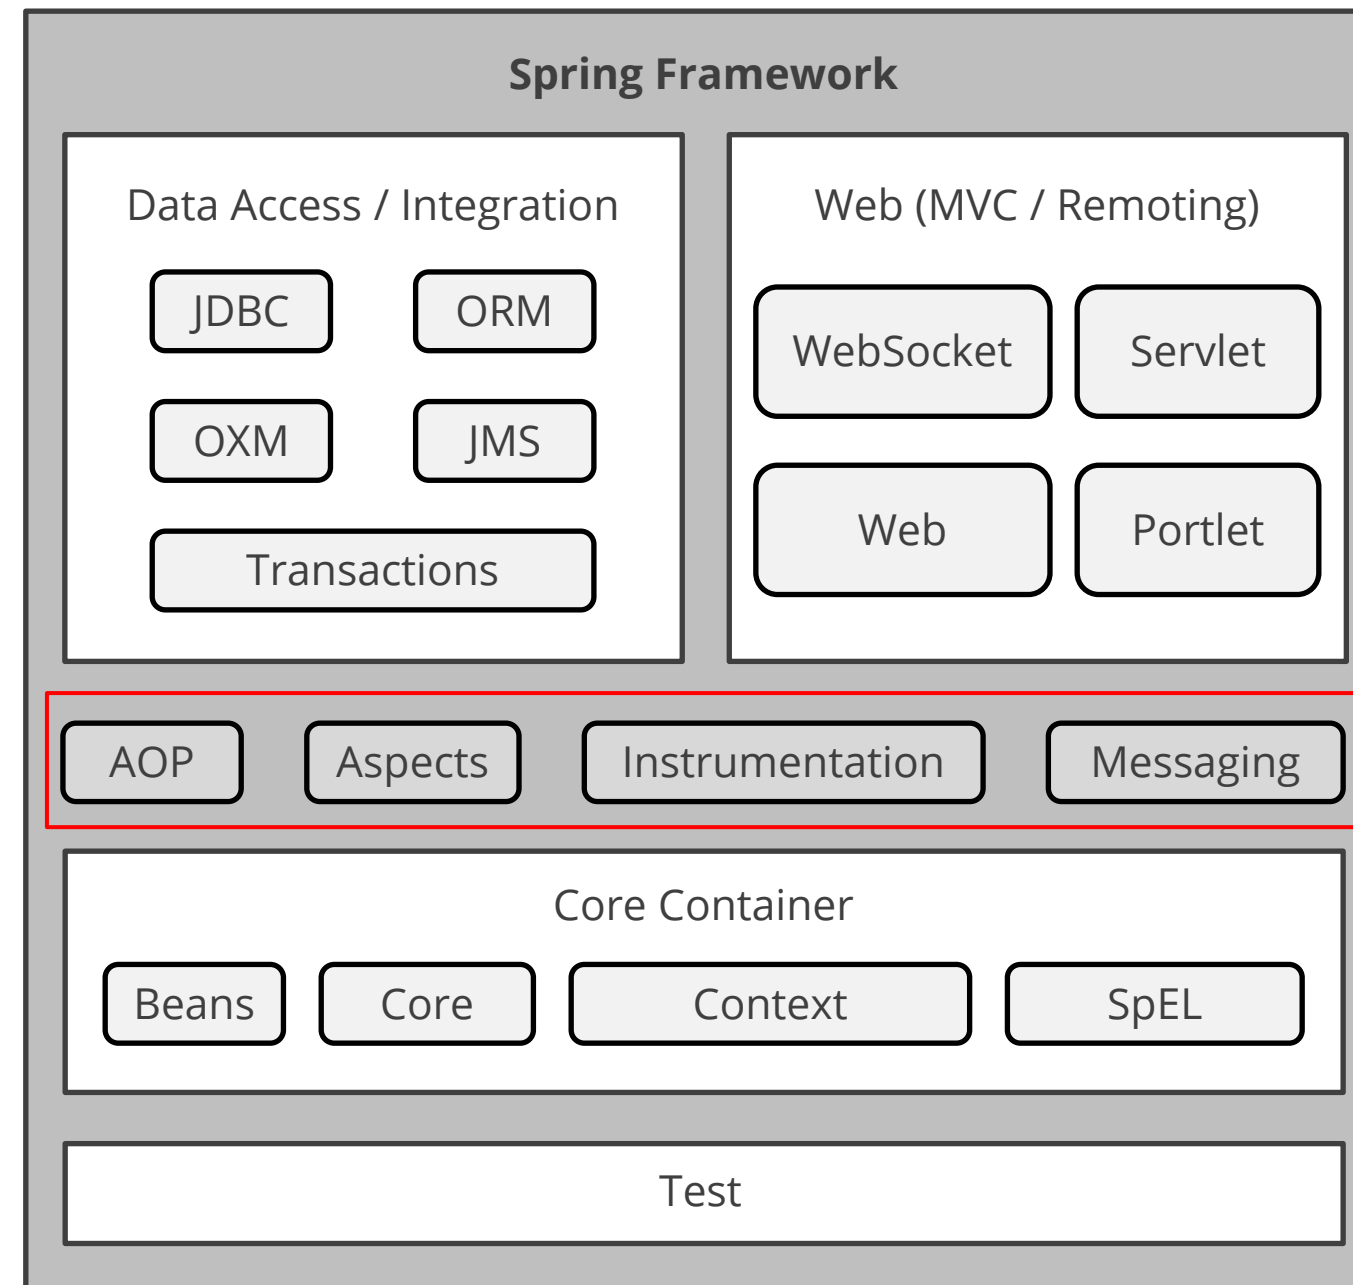 Spring Framework
Data Access / Integration
JDBC
ORM
OXM
JMS
Transactions
Web (MVC / Remoting)
WebSocket
Servlet
Web
Portlet
AOP
Aspects
Instrumentation
Messaging
Core Container
Beans
Core
Context
SpEL
Test